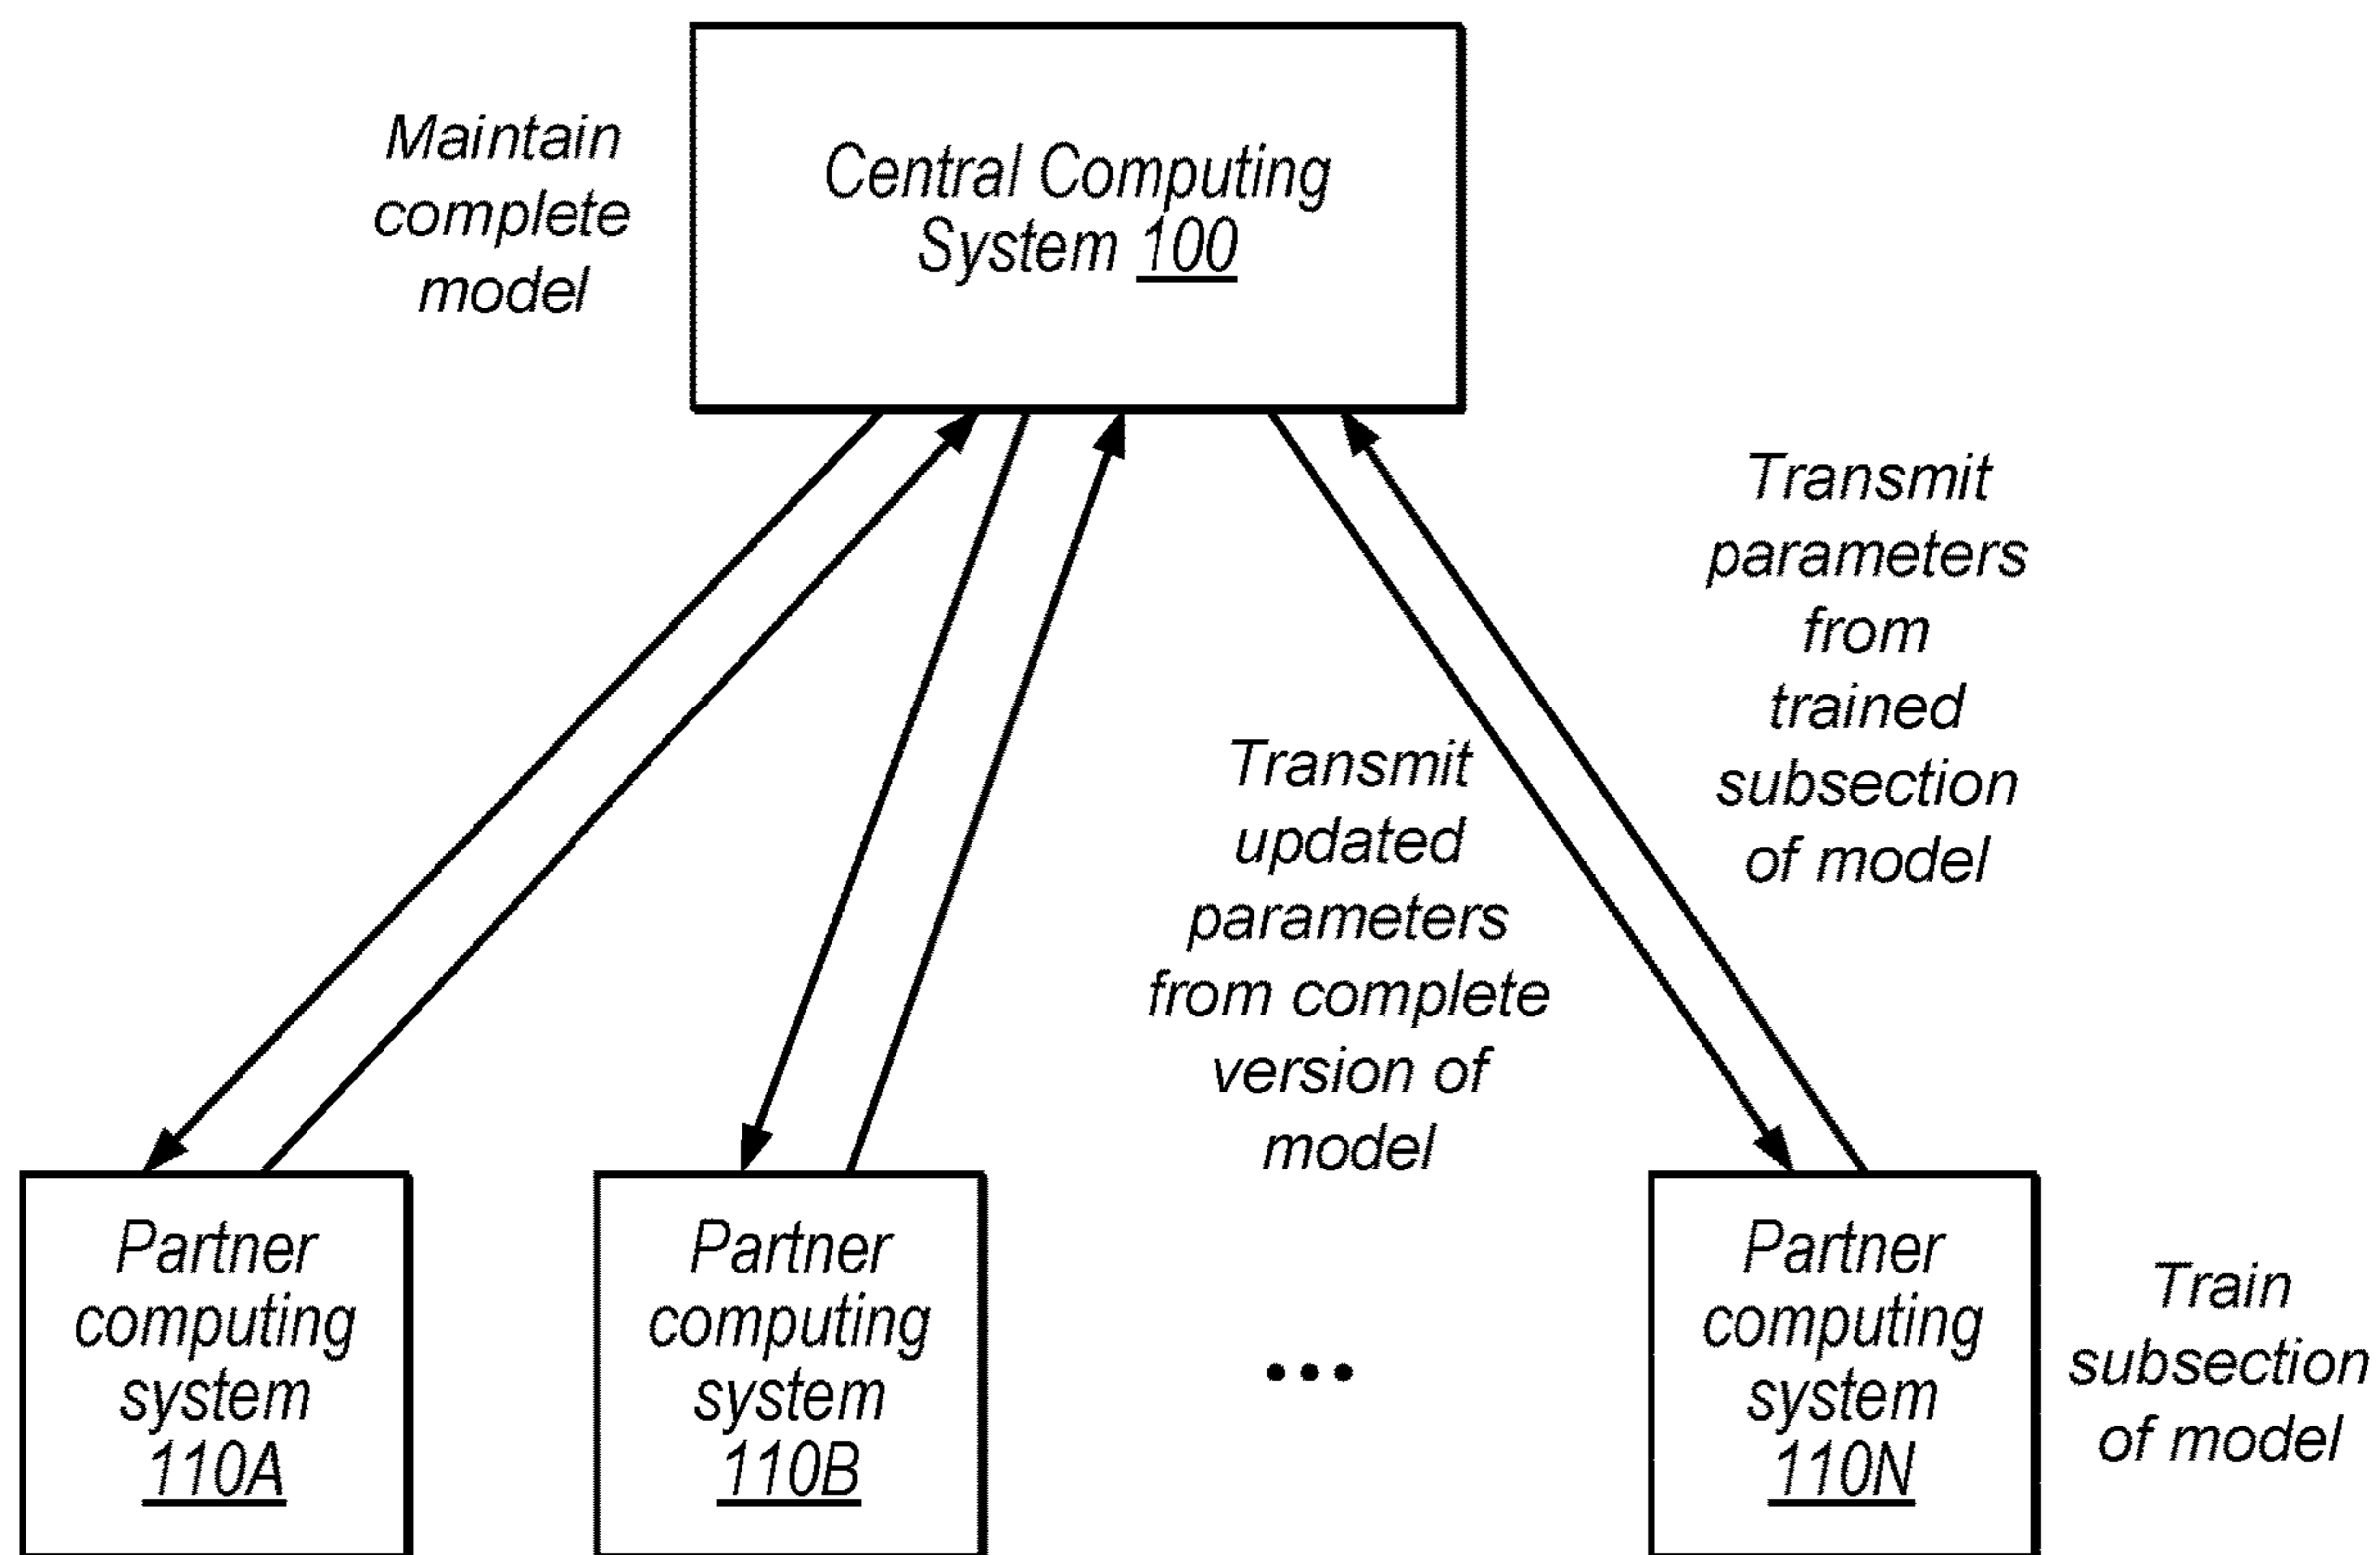 Maintain
complete
model
Central Computing
System 100
Transmit
parameters
from
trained
subsection
of model
Transmit
updated
parameters
from complete
version of
model
Partner
computing
system
110A
Partner
computing
system
110B
•••
Partner
computing
system
110N
Train
subsection
of model